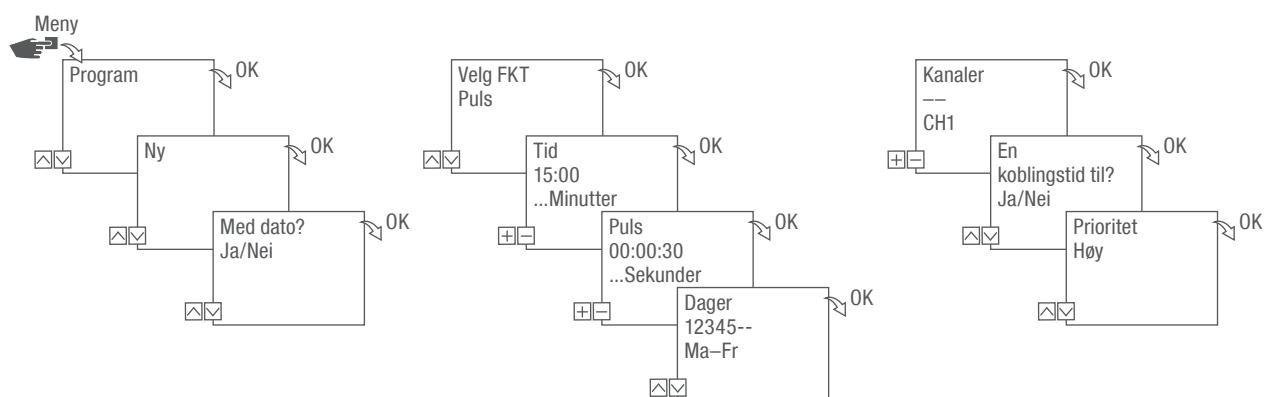 Meny
Program
OK
Ny
OK
Med dato?
Ja/Nei
OK
Velg FKT
Puls
OK
Tid
15:00
...Minutter
OK
Puls
00:00:30
...Sekunder
OK
Dager
12345--
Ma–Fr
OK
Kanaler
––
CH1
OK
En
koblingstid til?
Ja/Nei
OK
Prioritet
Høy
OK